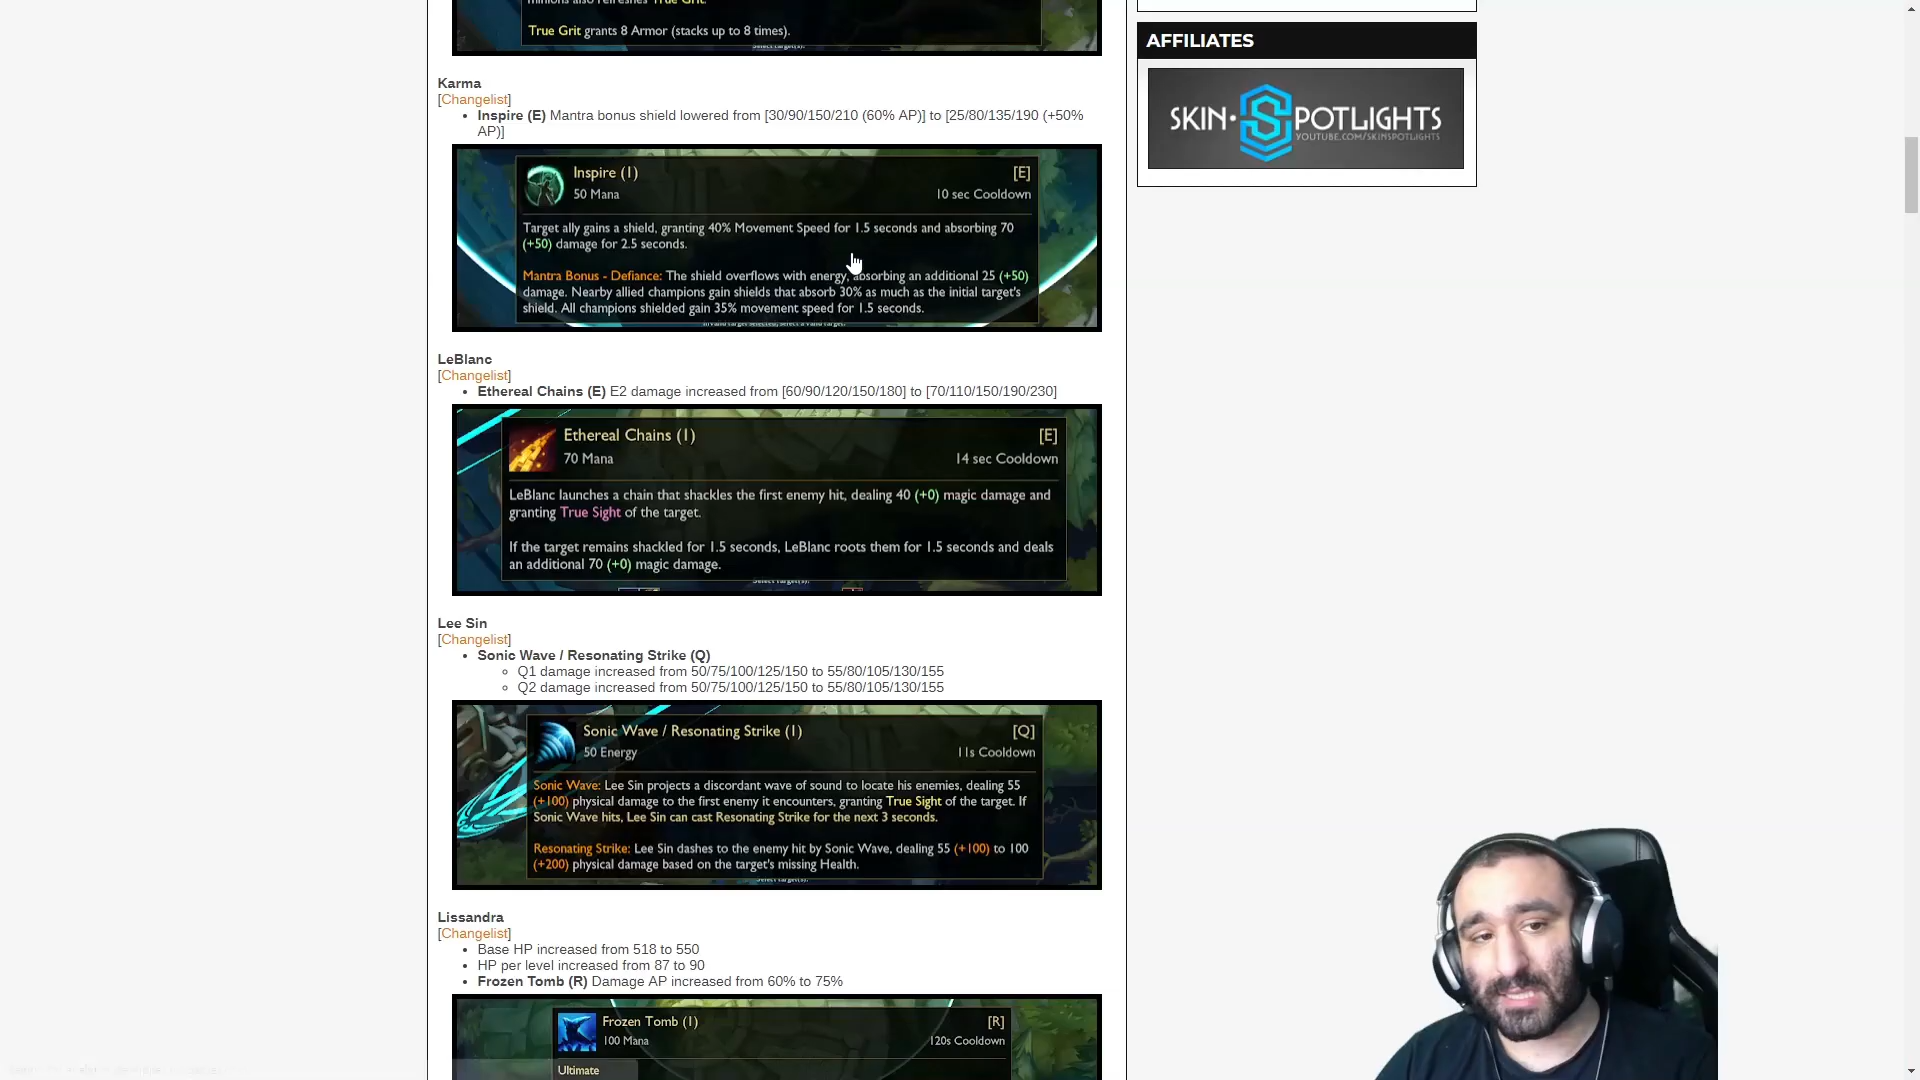 minions also refreshes True Grit.
True Grit grants 8 Armor (stacks up to 8 times).
Select target(s).
AFFILIATES
SKIN·SPOTLIGHTS
YOUTUBE.COM/SKINSPOTLIGHTS
Karma
[Changelist]
• Inspire (E) Mantra bonus shield lowered from [30/90/150/210 (60% AP)] to [25/80/135/190 (+50%
AP)]
Inspire (1) [E]
50 Mana 10 sec Cooldown
Target ally gains a shield, granting 40% Movement Speed for 1.5 seconds and absorbing 70
(+50) damage for 2.5 seconds.
Mantra Bonus - Defiance: The shield overflows with energy, absorbing an additional 25 (+50)
damage. Nearby allied champions gain shields that absorb 30% as much as the initial target's
shield. All champions shielded gain 35% movement speed for 1.5 seconds.
Invalid target selected, select a valid target.
LeBlanc
[Changelist]
• Ethereal Chains (E) E2 damage increased from [60/90/120/150/180] to [70/110/150/190/230]
Ethereal Chains (1) [E]
70 Mana 14 sec Cooldown
LeBlanc launches a chain that shackles the first enemy hit, dealing 40 (+0) magic damage and
granting True Sight of the target.
If the target remains shackled for 1.5 seconds, LeBlanc roots them for 1.5 seconds and deals
an additional 70 (+0) magic damage.
Select target(s).
Lee Sin
[Changelist]
• Sonic Wave / Resonating Strike (Q)
◦ Q1 damage increased from 50/75/100/125/150 to 55/80/105/130/155
◦ Q2 damage increased from 50/75/100/125/150 to 55/80/105/130/155
Sonic Wave / Resonating Strike (1) [Q]
50 Energy 11s Cooldown
Sonic Wave: Lee Sin projects a discordant wave of sound to locate his enemies, dealing 55
(+100) physical damage to the first enemy it encounters, granting True Sight of the target. If
Sonic Wave hits, Lee Sin can cast Resonating Strike for the next 3 seconds.
Resonating Strike: Lee Sin dashes to the enemy hit by Sonic Wave, dealing 55 (+100) to 100
(+200) physical damage based on the target's missing Health.
Select target(s).
Lissandra
[Changelist]
• Base HP increased from 518 to 550
• HP per level increased from 87 to 90
• Frozen Tomb (R) Damage AP increased from 60% to 75%
Frozen Tomb (1) [R]
100 Mana 120s Cooldown
Ultimate